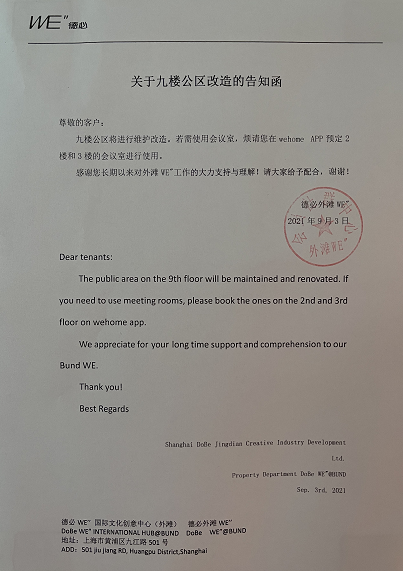 WE" 德必
关于九楼公区改造的告知函
尊敬的客户：
九楼公区将进行维护改造。若需使用会议室，烦请您在 wehome APP 预定 2
楼和 3 楼的会议室进行使用。
感谢您长期以来对外滩 WE"工作的大力支持与理解！请大家给予配合，谢谢！
德必外滩 WE"
2021 年 9 月 3 日
外滩WE"
Dear tenants:
The public area on the 9th floor will be maintained and renovated. If
you need to use meeting rooms, please book the ones on the 2nd and 3rd
floor on wehome app.
We appreciate for your long time support and comprehension to our
Bund WE.
Thank you!
Best Regards
Shanghai DoBe Jingdian Creative Industry Development
Ltd.
Property Department DoBe WE"@BUND
Sep. 3rd, 2021
德必 WE" 国际文化创意中心（外滩） 德必外滩 WE"
DoBe WE" INTERNATIONAL HUB@BUND DoBe WE"@BUND
地址：上海市黄浦区九江路 501 号
ADD：501 jiu jiang RD, Huangpu District,Shanghai